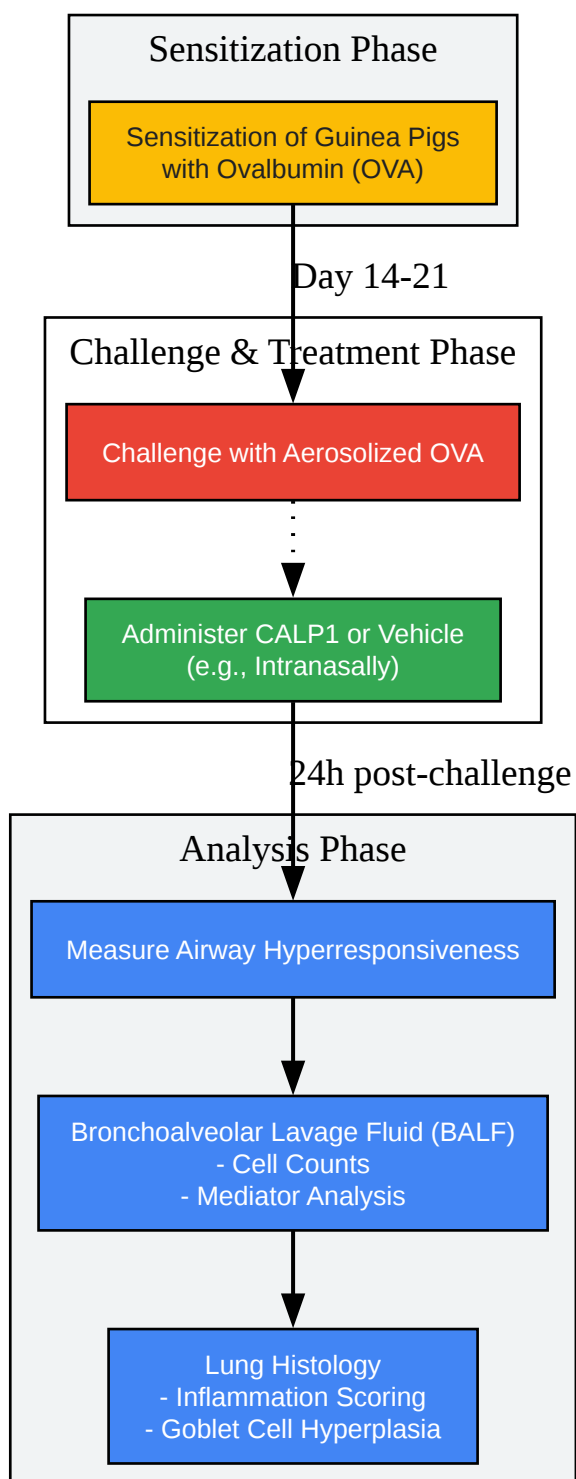 Sensitization Phase
Sensitization of Guinea Pigs
with Ovalbumin (OVA)
Day 14-21
Challenge & Treatment Phase
Challenge with Aerosolized OVA
Administer CALP1 or Vehicle
(e.g., Intranasally)
24h post-challenge
Analysis Phase
Measure Airway Hyperresponsiveness
Bronchoalveolar Lavage Fluid (BALF)
- Cell Counts
- Mediator Analysis
Lung Histology
- Inflammation Scoring
- Goblet Cell Hyperplasia